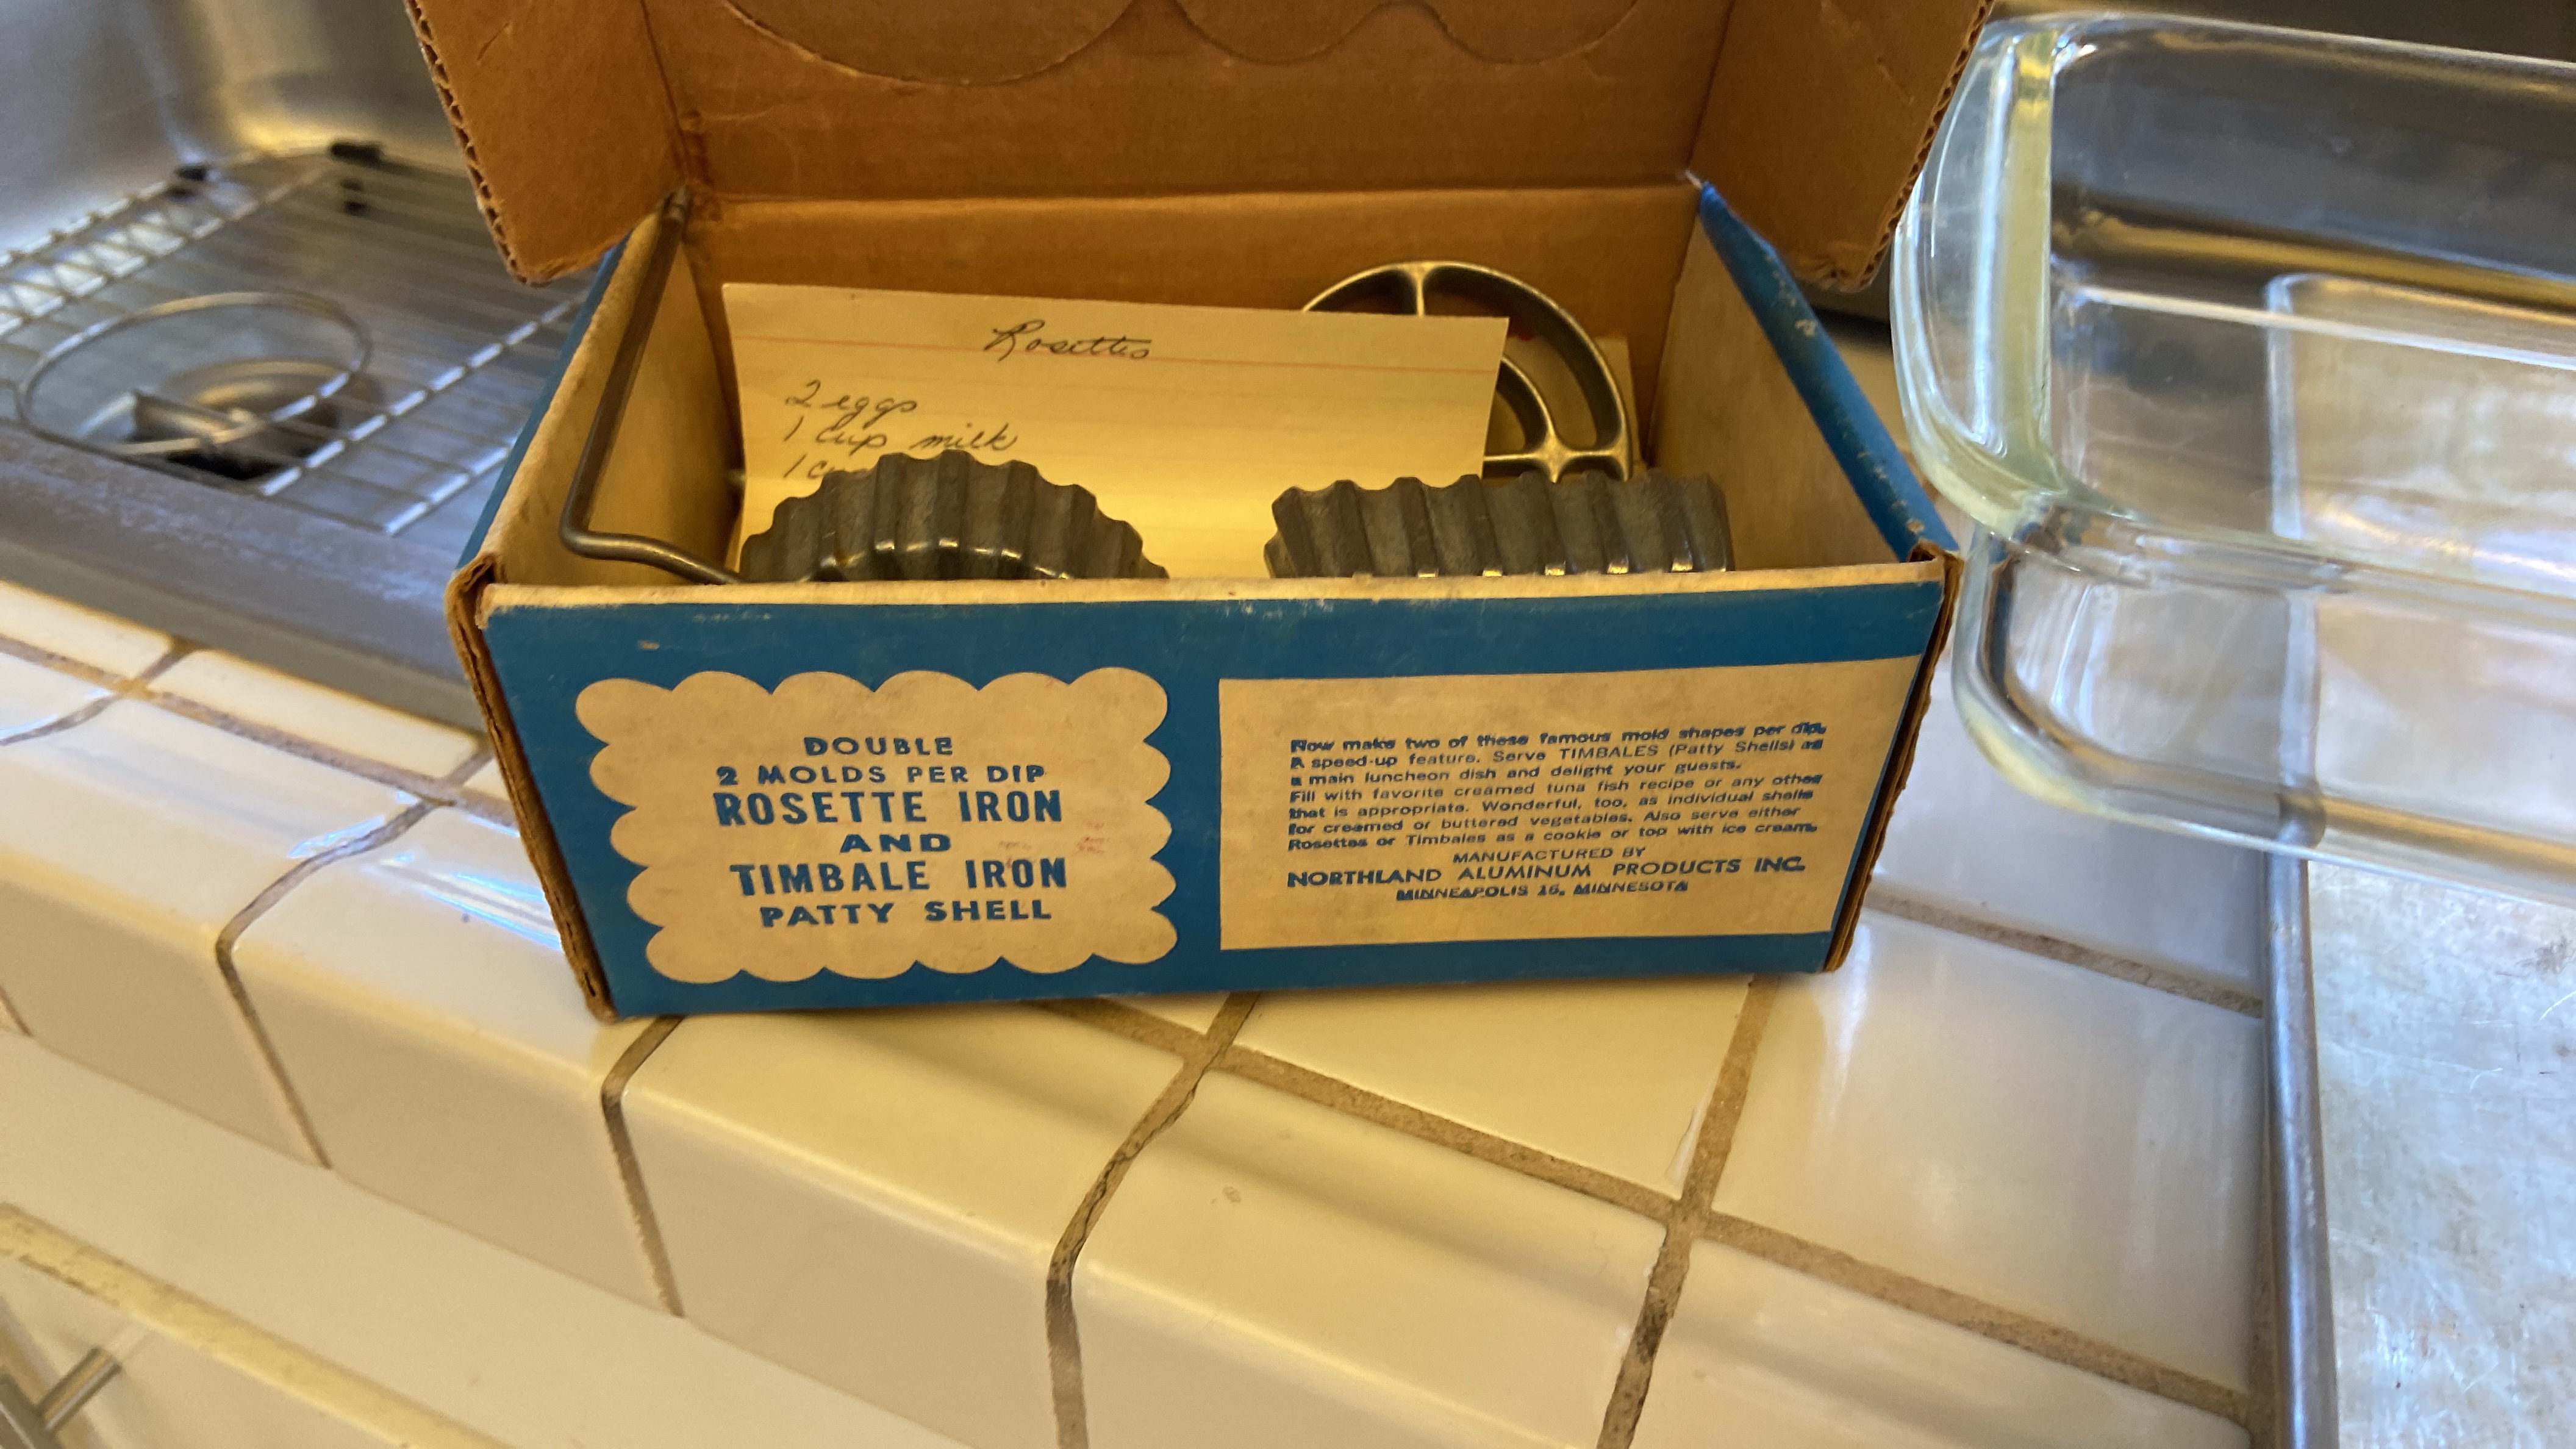 Rosettes
2 eggs
1 cup milk
1
DOUBLE
2 MOLDS PER DIP
ROSETTE IRON
AND
TIMBALE IRON
PATTY SHELL
Now make two of these famous mold shapes per dip.
A speed-up feature. Serve TIMBALES (Patty Shells) as
a main luncheon dish and delight your guests.
Fill with favorite creamed tuna fish recipe or any other
that is appropriate. Wonderful, too, as individual shells
for creamed or buttered vegetables. Also serve either
Rosettes or Timbales as a cookie or top with ice cream.
MANUFACTURED BY
NORTHLAND ALUMINUM PRODUCTS INC.
MINNEAPOLIS 16, MINNESOTA